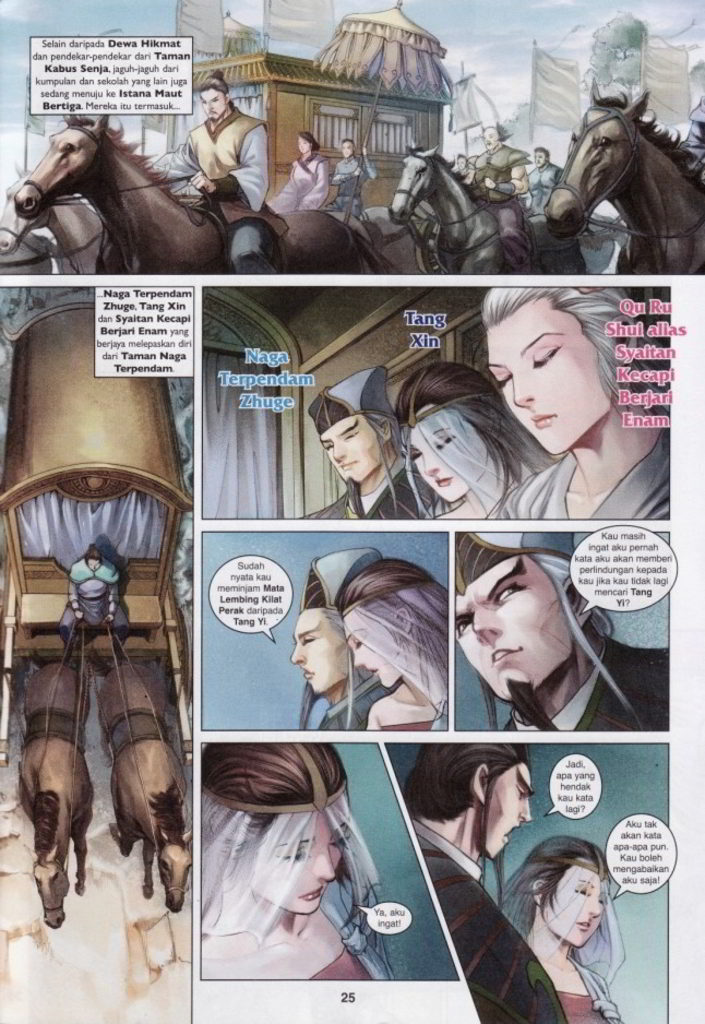 Selain daripada Dewa Hikmat
dan pendekar-pendekar dari Taman
Kabus Senja, jaguh-jaguh dari
kumpulan dan sekolah yang lain juga
sedang menuju ke Istana Maut
Bertiga. Mereka itu termasuk...
...Naga Terpendam
Zhuge, Tang Xin
dan Syaitan Kecapi
Berjari Enam yang
berjaya melepaskan diri
dari Taman Naga
Terpendam.
Naga
Terpendam
Zhuge
Tang
Xin
Qu Ru
Shui alias
Syaitan
Kecapi
Berjari
Enam
Sudah
nyata kau
meminjam Mata
Lembing Kilat
Perak daripada
Tang Yi.
Kau masih
ingat aku pernah
kata aku akan memberi
perlindungan kepada
kau jika kau tidak lagi
mencari Tang
Yi?
Ya, aku
ingat!
Jadi,
apa yang
hendak
kau kata
lagi?
Aku tak
akan kata
apa-apa pun.
Kau boleh
mengabaikan
aku saja!
25